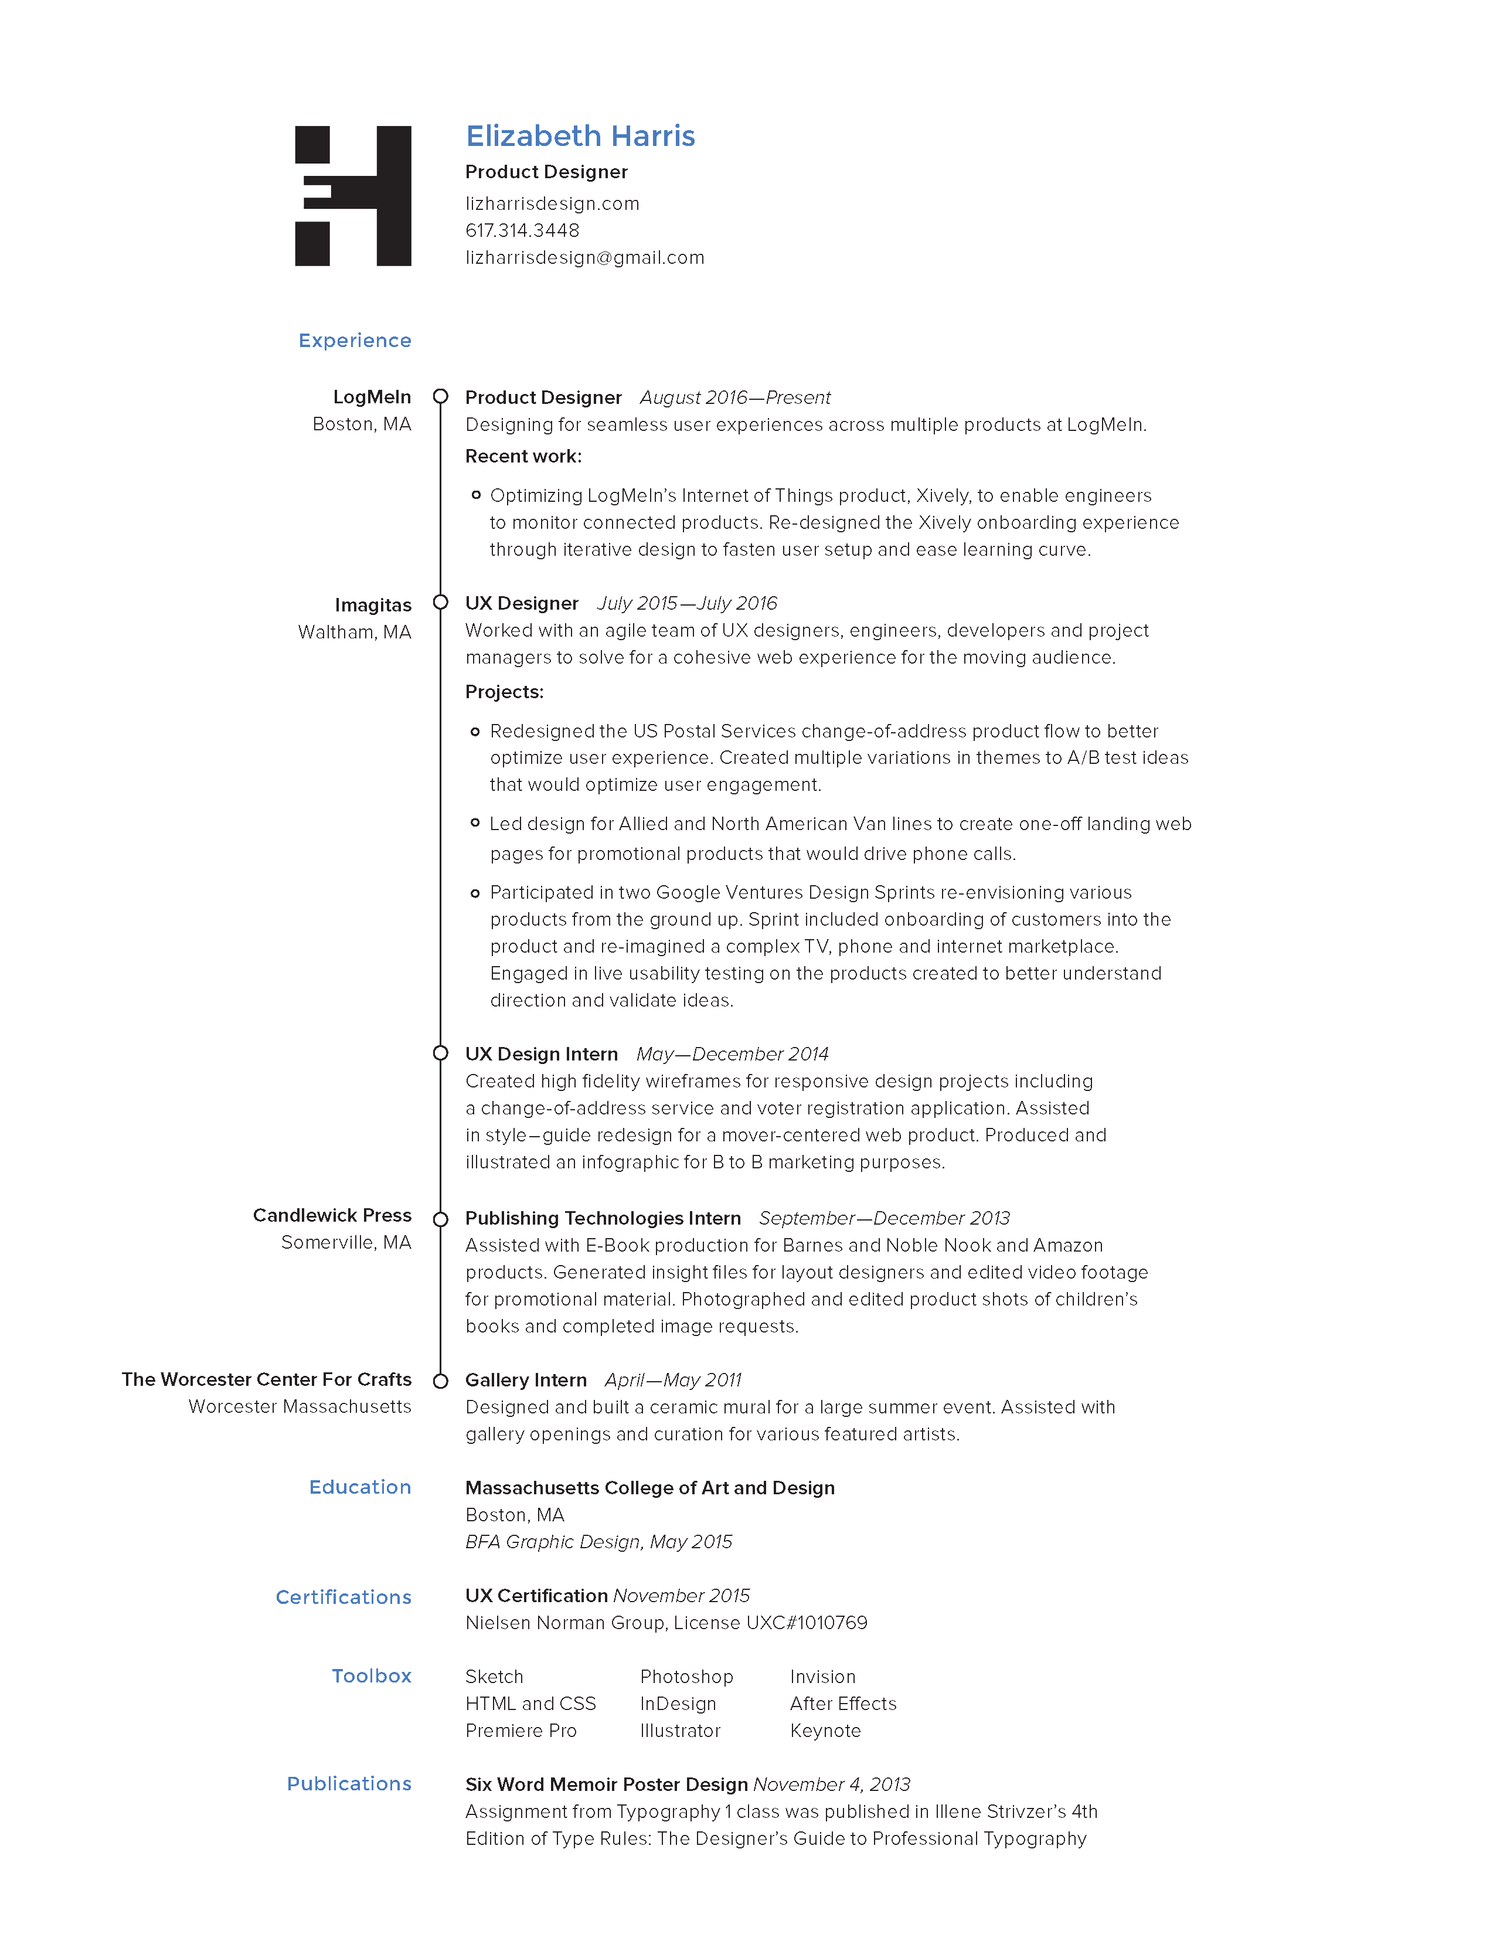 Elizabeth Harris
Product Designer
lizharrisdesign.com
617.314.3448
lizharrisdesign@gmail.com
Experience
LogMeIn
Boston, MA
Product Designer August 2016—Present
Designing for seamless user experiences across multiple products at LogMeIn.
Recent work:
Optimizing LogMeIn’s Internet of Things product, Xively, to enable engineers
to monitor connected products. Re-designed the Xively onboarding experience
through iterative design to fasten user setup and ease learning curve.
Imagitas
Waltham, MA
UX Designer July 2015—July 2016
Worked with an agile team of UX designers, engineers, developers and project
managers to solve for a cohesive web experience for the moving audience.
Projects:
Redesigned the US Postal Services change-of-address product flow to better
optimize user experience. Created multiple variations in themes to A/B test ideas
that would optimize user engagement.
Led design for Allied and North American Van lines to create one-off landing web
pages for promotional products that would drive phone calls.
Participated in two Google Ventures Design Sprints re-envisioning various
products from the ground up. Sprint included onboarding of customers into the
product and re-imagined a complex TV, phone and internet marketplace.
Engaged in live usability testing on the products created to better understand
direction and validate ideas.
UX Design Intern May—December 2014
Created high fidelity wireframes for responsive design projects including
a change-of-address service and voter registration application. Assisted
in style–guide redesign for a mover-centered web product. Produced and
illustrated an infographic for B to B marketing purposes.
Candlewick Press
Somerville, MA
Publishing Technologies Intern September—December 2013
Assisted with E-Book production for Barnes and Noble Nook and Amazon
products. Generated insight files for layout designers and edited video footage
for promotional material. Photographed and edited product shots of children’s
books and completed image requests.
The Worcester Center For Crafts
Worcester Massachusetts
Gallery Intern April—May 2011
Designed and built a ceramic mural for a large summer event. Assisted with
gallery openings and curation for various featured artists.
Education
Massachusetts College of Art and Design
Boston, MA
BFA Graphic Design, May 2015
Certifications
UX Certification November 2015
Nielsen Norman Group, License UXC#1010769
Toolbox
Sketch Photoshop Invision
HTML and CSS InDesign After Effects
Premiere Pro Illustrator Keynote
Publications
Six Word Memoir Poster Design November 4, 2013
Assignment from Typography 1 class was published in Illene Strivzer’s 4th
Edition of Type Rules: The Designer’s Guide to Professional Typography